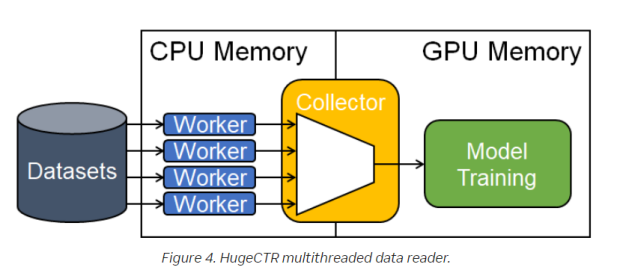 CPU Memory
GPU Memory
Collector
Datasets
Worker
Worker
Worker
Worker
Model
Training
Figure 4. HugeCTR multithreaded data reader.